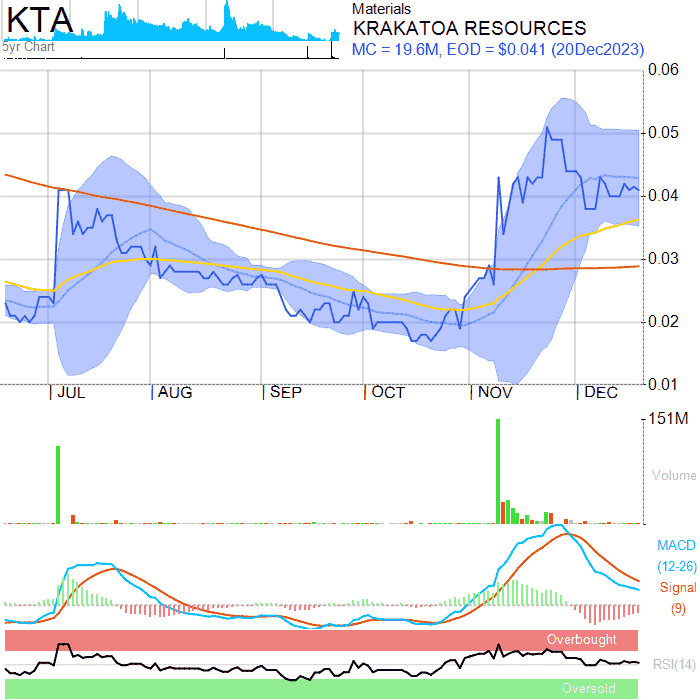 KTA
5yr Chart
Materials
KRAKATOA RESOURCES
MC = 19.6M, EOD = $0.041 (20Dec2023)
0.06
0.05
0.04
0.03
0.02
0.01
JUL AUG SEP OCT NOV DEC
151M
Volume
MACD
(12-26)
Signal
(9)
Overbought
RSI(14)
Oversold